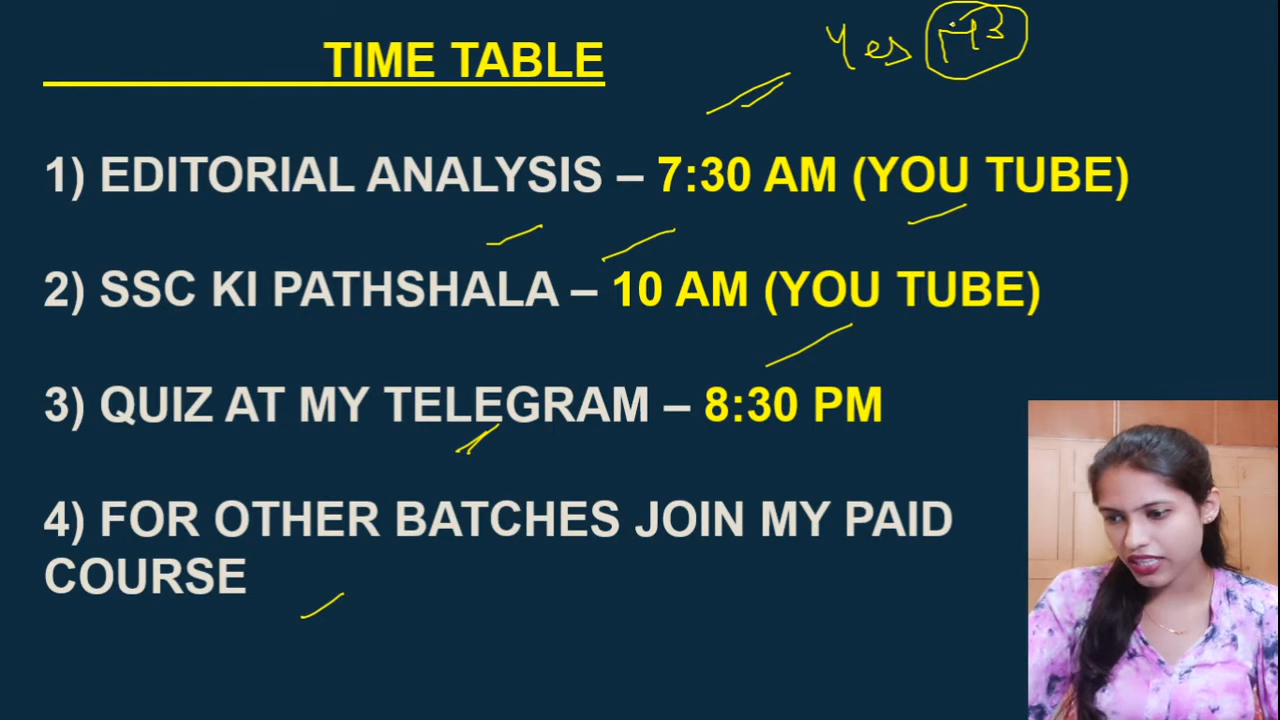 TIME TABLE
Yes
1) EDITORIAL ANALYSIS – 7:30 AM (YOU TUBE)
2) SSC KI PATHSHALA – 10 AM (YOU TUBE)
3) QUIZ AT MY TELEGRAM – 8:30 PM
4) FOR OTHER BATCHES JOIN MY PAID
COURSE